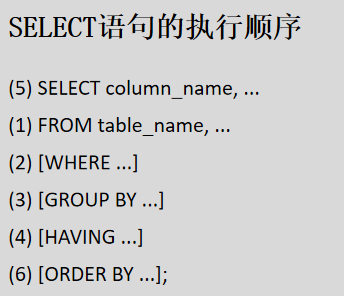 SELECT语句的执行顺序
(5) SELECT column_name, ...
(1) FROM table_name, ...
(2) [WHERE ...]
(3) [GROUP BY ...]
(4) [HAVING ...]
(6) [ORDER BY ...];